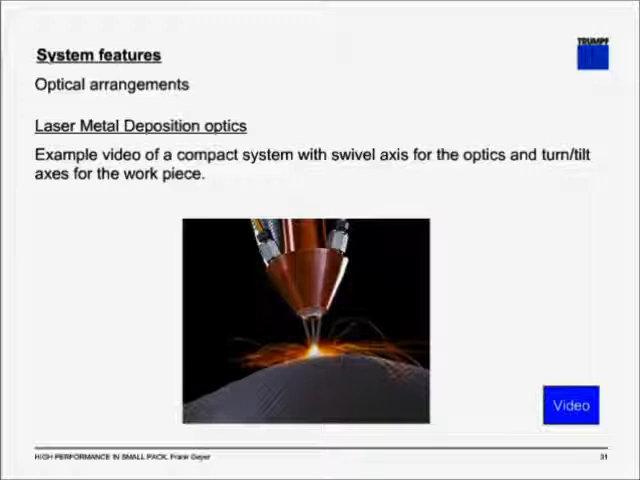 System features
TRUMPF
Optical arrangements
Laser Metal Deposition optics
Example video of a compact system with swivel axis for the optics and turn/tilt
axes for the work piece.
Video
HIGH PERFORMANCE IN SMALL PACK, Frank Geyer
31